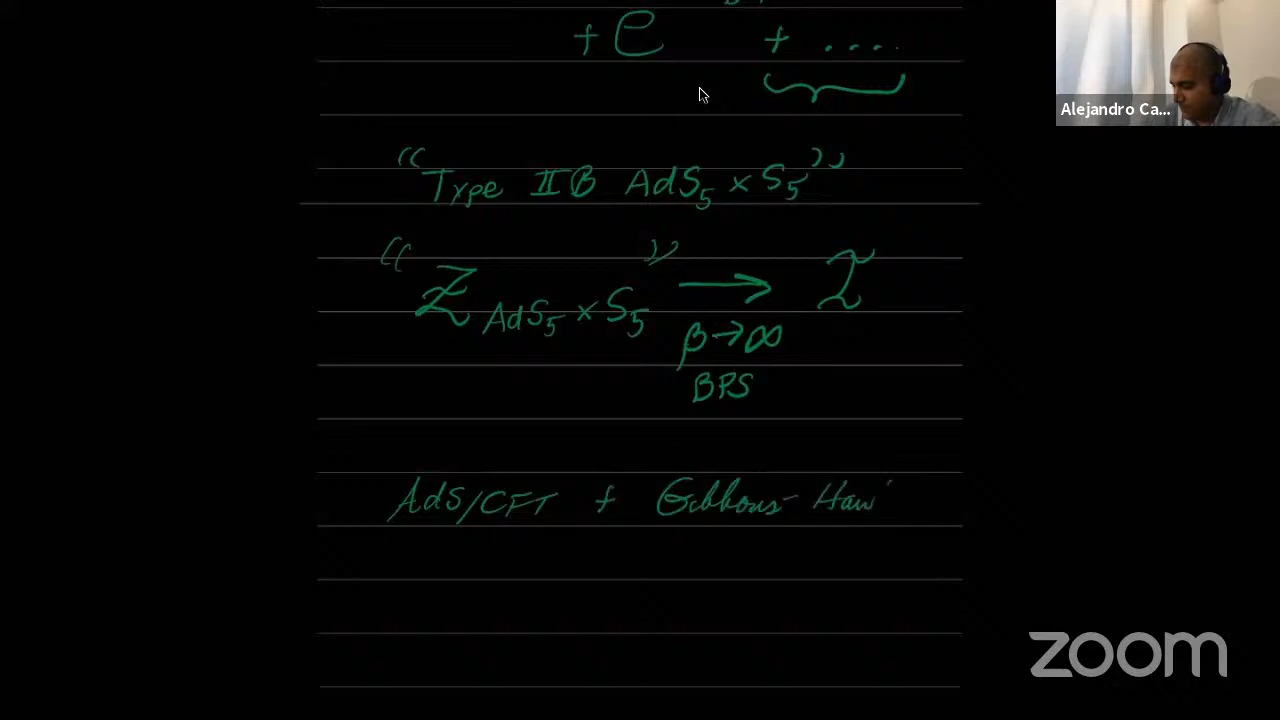 + e + ....
Alejandro Ca...
"Type IIB AdS₅ × S₅"
"Z AdS₅ × S₅" → I
β→∞
BPS
AdS/CFT + Gibbons-Haw
zoom